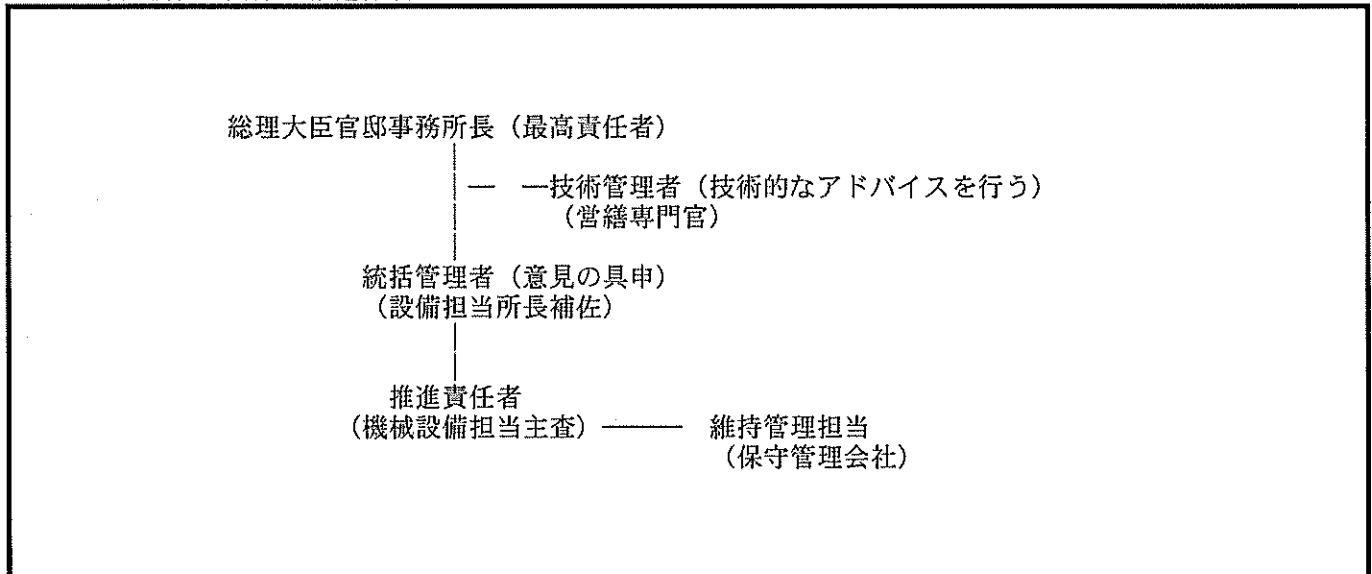 総理大臣官邸事務所長（最高責任者）
技術管理者（技術的なアドバイスを行う）
（営繕専門官）
統括管理者（意見の具申）
（設備担当所長補佐）
推進責任者
（機械設備担当主査）
維持管理担当
（保守管理会社）